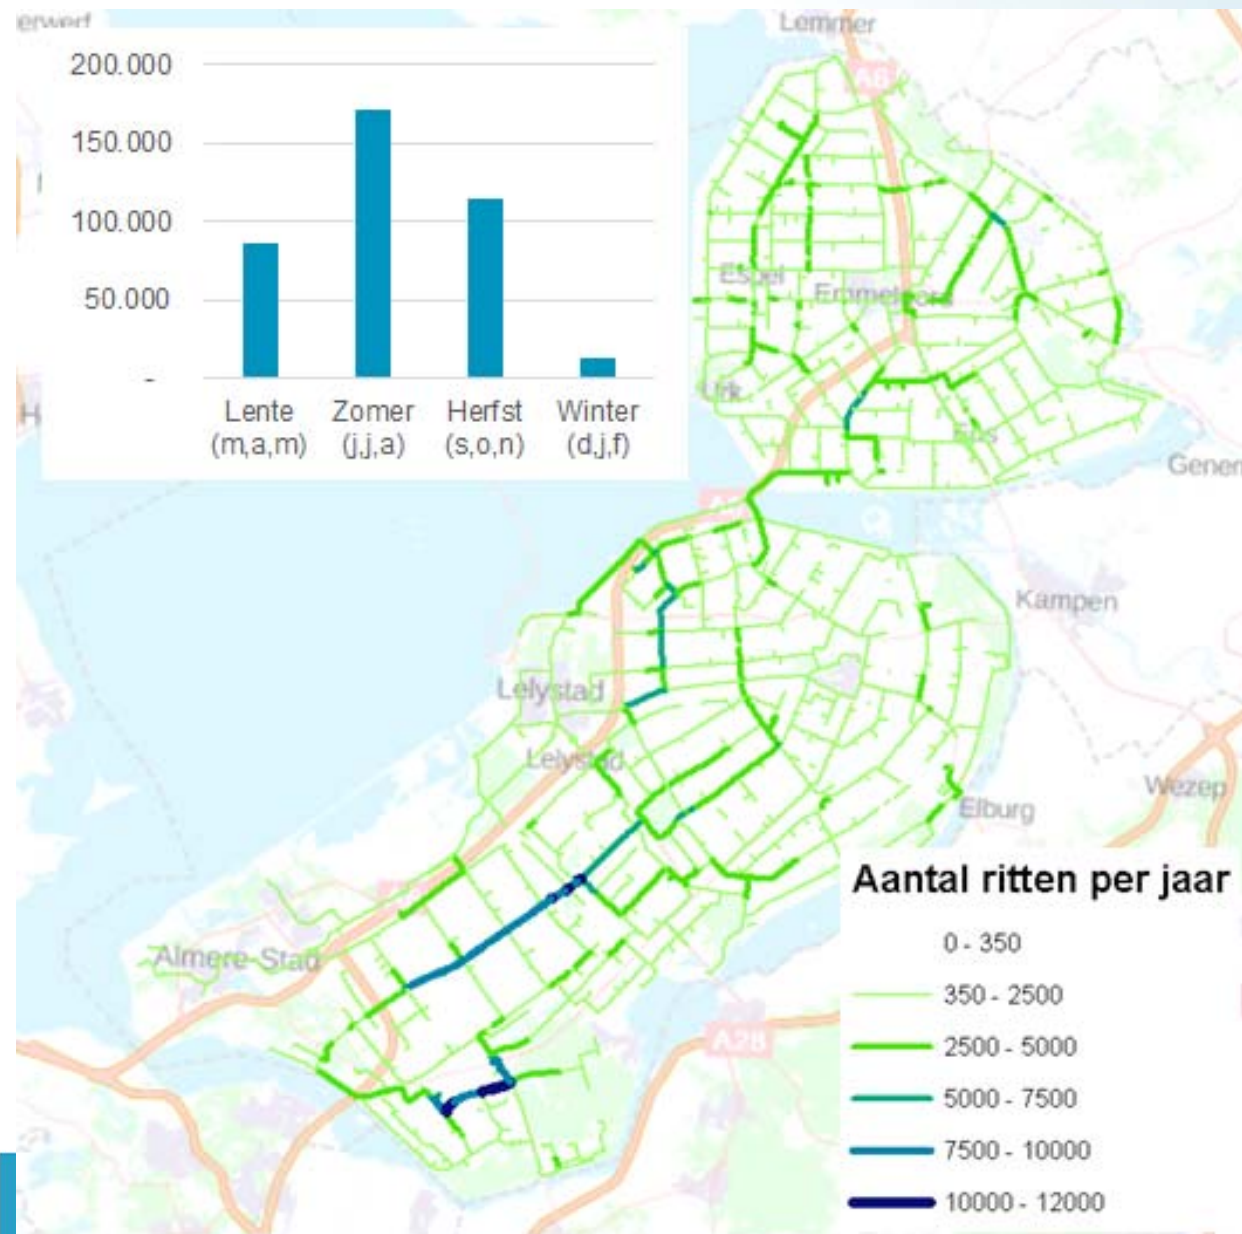 Lemmer
A6
200.000
150.000
100.000
50.000
-
Lente
(m,a,m)
Zomer
(j,j,a)
Herfst
(s,o,n)
Winter
(d,j,f)
Espel
Emmeloord
Urk
Ens
Genem
Kampen
Lelystad
Lelystad
Wezep
Elburg
Almere-Stad
A28
Aantal ritten per jaar
0 - 350
350 - 2500
2500 - 5000
5000 - 7500
7500 - 10000
10000 - 12000